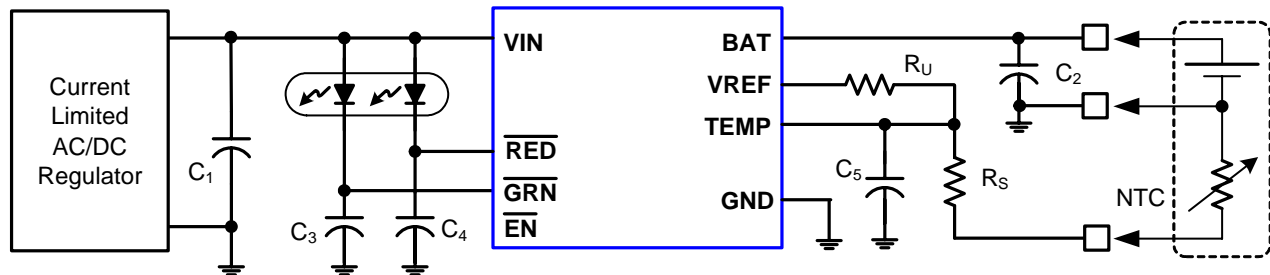 Current
Limited
AC/DC
Regulator
C1
C3
C4
VIN
RED
GRN
EN
BAT
VREF
TEMP
GND
RU
C5
RS
C2
NTC